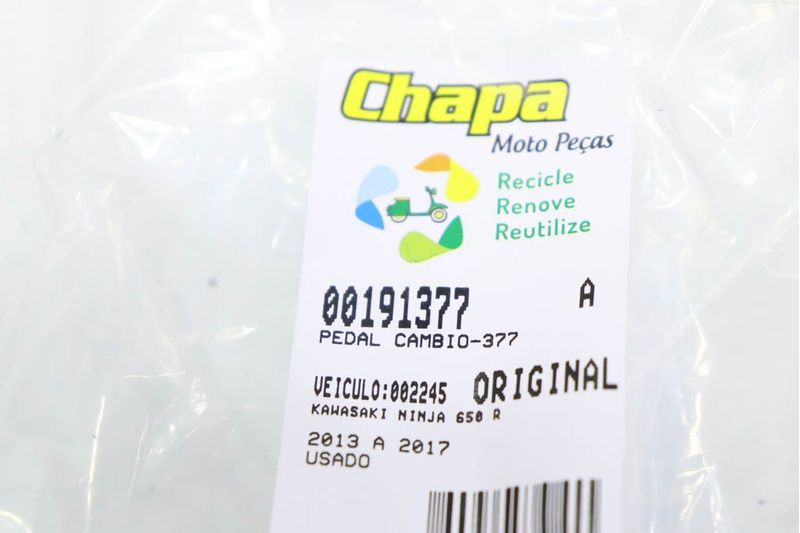 Chapa
Moto Peças
Recicle
Renove
Reutilize
00191377 A
PEDAL CAMBIO-377
VEICULO:002245 ORIGINAL
KAWASAKI NINJA 650 R
2013 A 2017
USADO